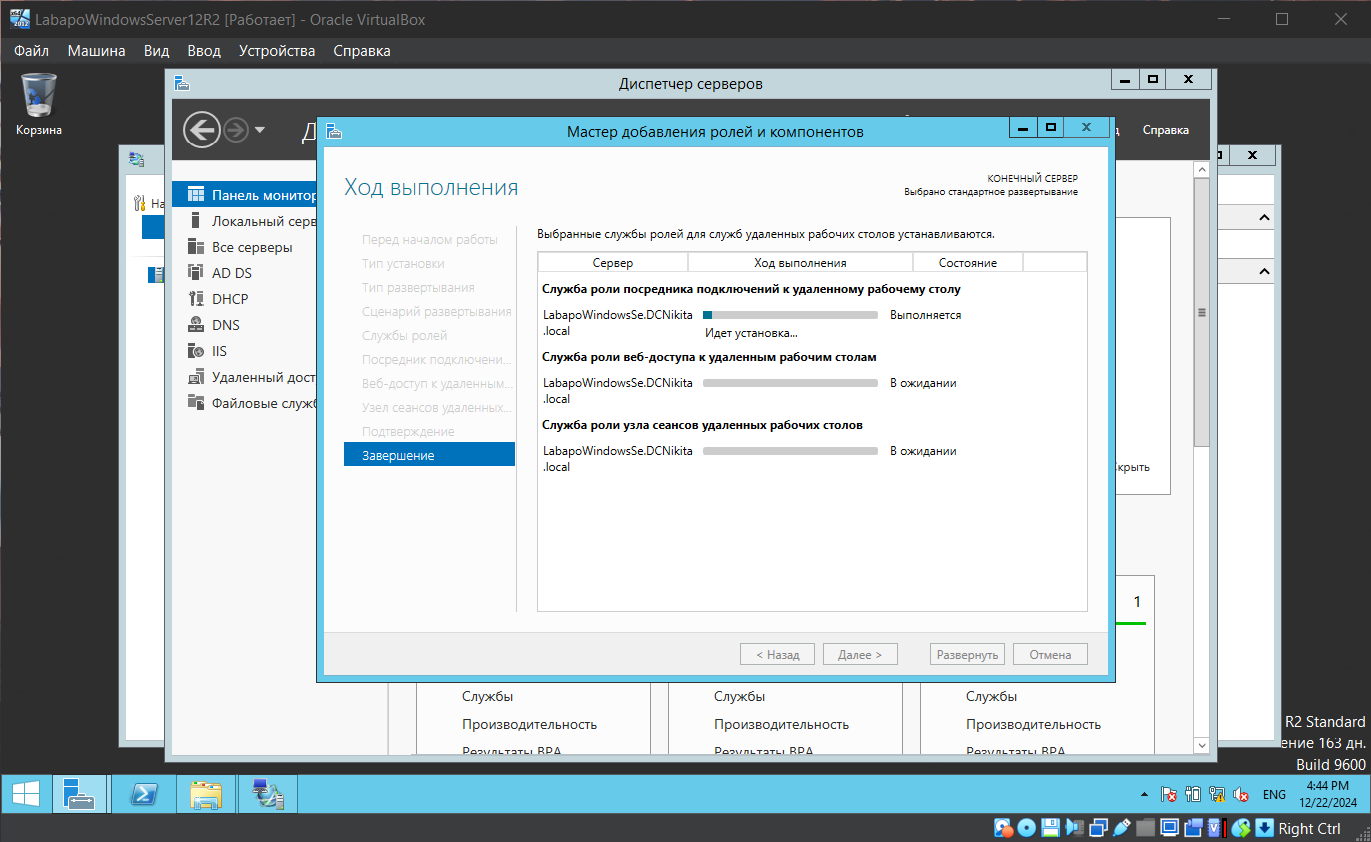 LabapoWindowsServer12R2 [Работает] - Oracle VirtualBox
Файл Машина Вид Ввод Устройства Справка
Корзина
Диспетчер серверов
Справка
Мастер добавления ролей и компонентов
Ход выполнения
КОНЕЧНЫЙ СЕРВЕР
Выбрано стандартное развертывание
Панель монитор
Локальный серв
Все серверы
AD DS
DHCP
DNS
IIS
Удаленный дост
Файловые служб
Перед началом работы
Тип установки
Тип развертывания
Сценарий развертывания
Службы ролей
Посредник подключени...
Веб-доступ к удаленным...
Узел сеансов удаленных...
Подтверждение
Завершение
Выбранные службы ролей для служб удаленных рабочих столов устанавливаются.
Сервер Ход выполнения Состояние
Служба роли посредника подключений к удаленному рабочему столу
LabapoWindowsSe.DCNikita
.local
Выполняется
Идет установка...
Служба роли веб-доступа к удаленным рабочим столам
LabapoWindowsSe.DCNikita
.local
В ожидании
Служба роли узла сеансов удаленных рабочих столов
LabapoWindowsSe.DCNikita
.local
В ожидании
крыть
1
< Назад Далее > Развернуть Отмена
Службы Службы Службы
Производительность Производительность Производительность
Результаты BPA Результаты BPA Результаты BPA
R2 Standard
ение 163 дн.
Build 9600
ENG
4:44 PM
12/22/2024
Right Ctrl